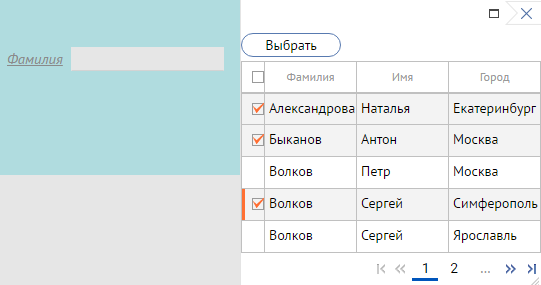 Выбрать
Фамилия
Фамилия Имя Город
Александрова Наталья Екатеринбург
Быканов Антон Москва
Волков Петр Москва
Волков Сергей Симферополь
Волков Сергей Ярославль
1 2 ...